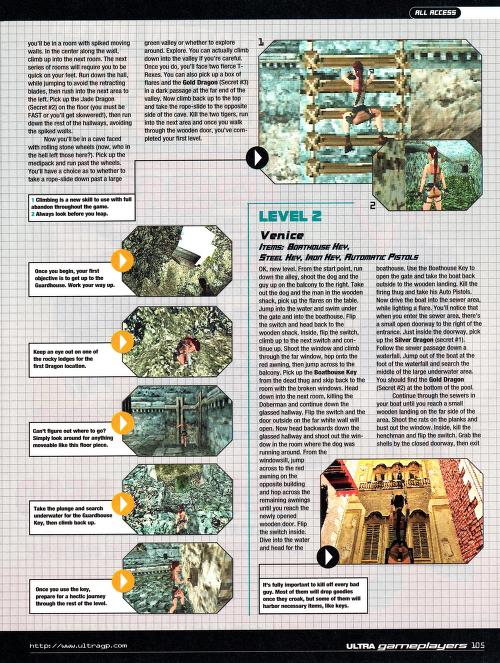 ALL ACCESS
you'll be in a room with spiked moving
walls. In the center along the wall,
climb up into the next room. The next
series of rooms will require you to be
quick on your feet. Run down the hall,
while jumping to avoid the retracting
blades, then rush into the next area to
the left. Pick up the Jade Dragon
(Secret #2) on the floor (you must be
FAST or you'll get skewered!), then run
down the rest of the hallways, avoiding
the spiked walls.
Now you'll be in a cave faced
with rolling stone wheels (now, who in
the hell left those here?). Pick up the
medipack and run past the wheels.
You'll have a choice as to whether to
take a rope-slide down past a large
green valley or whether to explore
around. Explore. You can actually climb
down into the valley if you're careful.
Once you do, you'll face two fierce T-
Rexes. You can also pick up a box of
flares and the Gold Dragon (Secret #3)
in a dark passage at the far end of the
valley. Now climb back up to the top
and take the rope-slide to the opposite
side of the cave. Kill the two tigers, run
into the next area and once you walk
through the wooden door, you've com-
pleted your first level.
1
2
1 Climbing is a new skill to use with full
abandon throughout the game.
2 Always look before you leap.
Once you begin, your first
objective is to get up to the
Guardhouse. Work your way up.
Keep an eye out on one of
the rocky ledges for the
first Dragon location.
Can't figure out where to go?
Simply look around for anything
moveable like this floor piece.
Take the plunge and search
underwater for the Guardhouse
Key, then climb back up.
Once you use the key,
prepare for a hectic journey
through the rest of the level.
LEVEL 2
Venice
ITEMS: BOATHOUSE KEY,
STEEL KEY, IRON KEY, AUTOMATIC PISTOLS
OK, new level. From the start point, run
down the alley, shoot the dog and the
guy up on the balcony to the right. Take
out the dog and the man in the wooden
shack, pick up the flares on the table.
Jump into the water and swim under
the gate and into the boathouse. Flip
the switch and head back to the
wooden shack. Inside, flip the switch,
climb up to the next switch and con-
tinue up. Shoot the window and climb
through the far window, hop onto the
red awning, then jump across to the
balcony. Pick up the Boathouse Key
from the dead thug and skip back to the
room with the broken windows. Head
down into the next room, killing the
Doberman and continue down the
glassed hallway. Flip the switch and the
door outside on the far white wall will
open. Now head backwards down the
glassed hallway and shoot out the win-
dow in the room where the dog was
running around. From the
windowsill, jump
across to the red
awning on the
opposite building
and hop across the
remaining awnings
until you reach the
newly opened
wooden door. Flip
the switch inside.
Dive into the water
and head for the
boathouse. Use the Boathouse Key to
open the gate and take the boat back
outside to the wooden landing. Kill the
firing thug and take his Auto Pistols.
Now drive the boat into the sewer area,
while lighting a flare. You'll notice that
when you enter the sewer area, there's
a small open doorway to the right of the
entrance. Just inside the doorway, pick
up the Silver Dragon (secret #1).
Follow the sewer passage down a
waterfall. Jump out of the boat at the
foot of the waterfall and search the
middle of the large underwater area.
You should find the Gold Dragon
(Secret #2) at the bottom of the pool.
Continue through the sewers in
your boat until you reach a small
wooden landing on the far side of the
area. Shoot the rats on the planks and
bust out the window. Inside, kill the
henchman and flip the switch. Grab the
shells by the closed doorway, then exit
It's fully important to kill off every bad
guy. Most of them will drop goodies
once they croak, but some of them will
harbor necessary items, like keys.
http://www.ultragp.com
ULTRA gameplayers 105